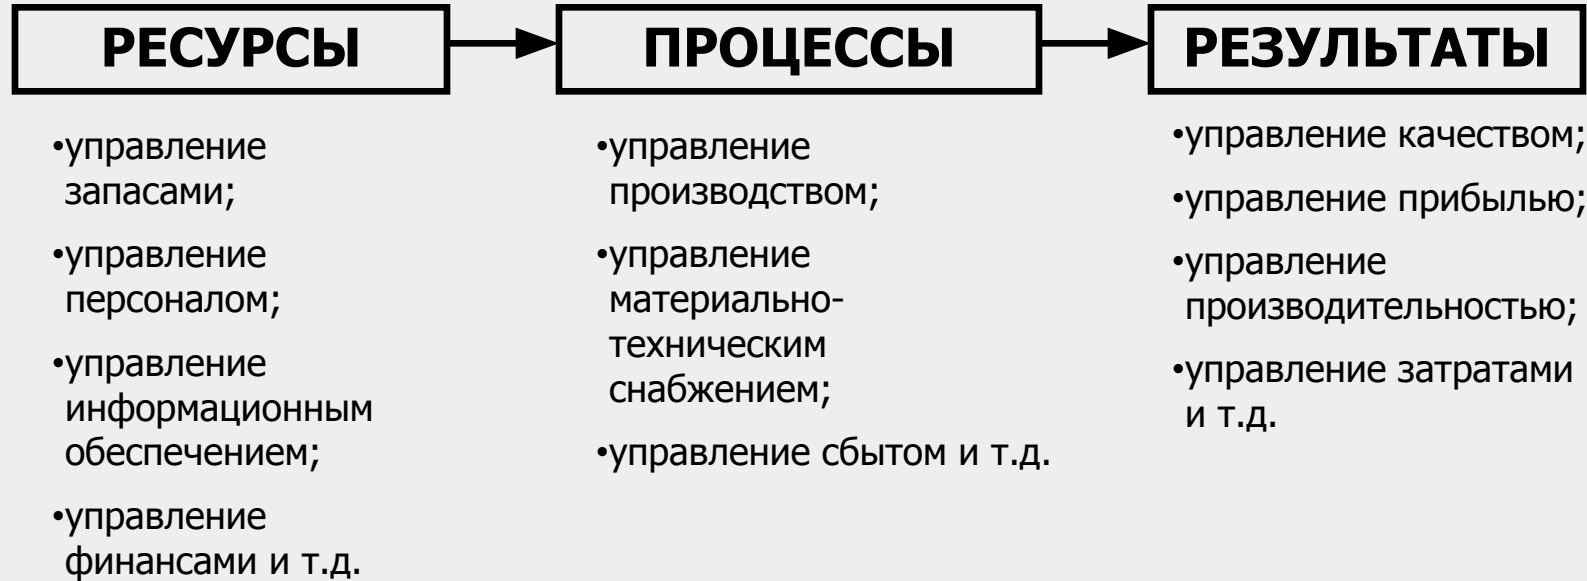 РЕСУРСЫ
ПРОЦЕССЫ
РЕЗУЛЬТАТЫ
•управление
запасами;
•управление
персоналом;
•управление
информационным
обеспечением;
•управление
финансами и т.д.
•управление
производством;
•управление
материально-
техническим
снабжением;
•управление сбытом и т.д.
•управление качеством;
•управление прибылью;
•управление
производительностью;
•управление затратами
и т.д.